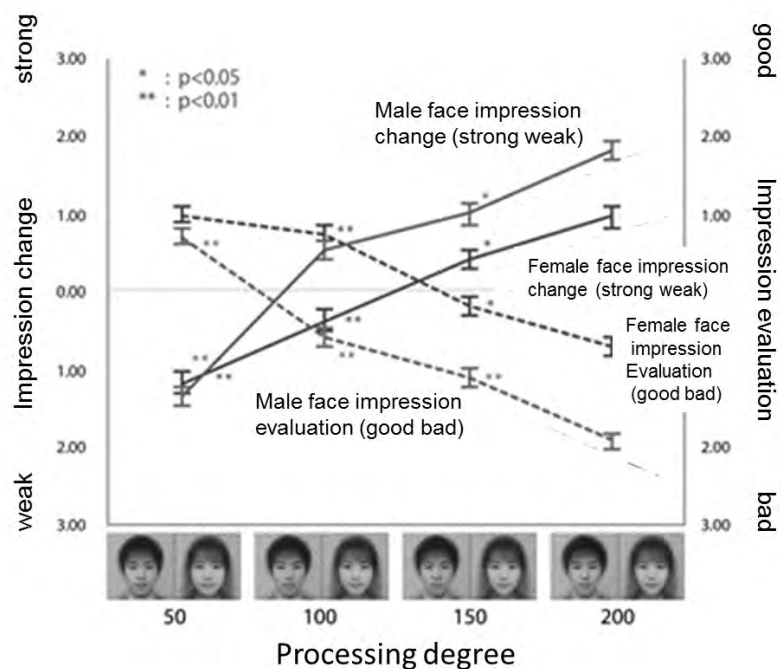 strong
good
3.00
3.00
* : p<0.05
** : p<0.01
Male face impression
change (strong weak)
2.00
2.00
**
*
1.00
1.00
**
*
Impression change
Impression evaluation
Female face impression
change (strong weak)
0.00
0.00
*
**
Female face
impression
Evaluation
(good bad)
**
**
**
**
1.00
Male face impression
evaluation (good bad)
2.00
2.00
weak
bad
3.00
3.00
50
100
150
200
Processing degree